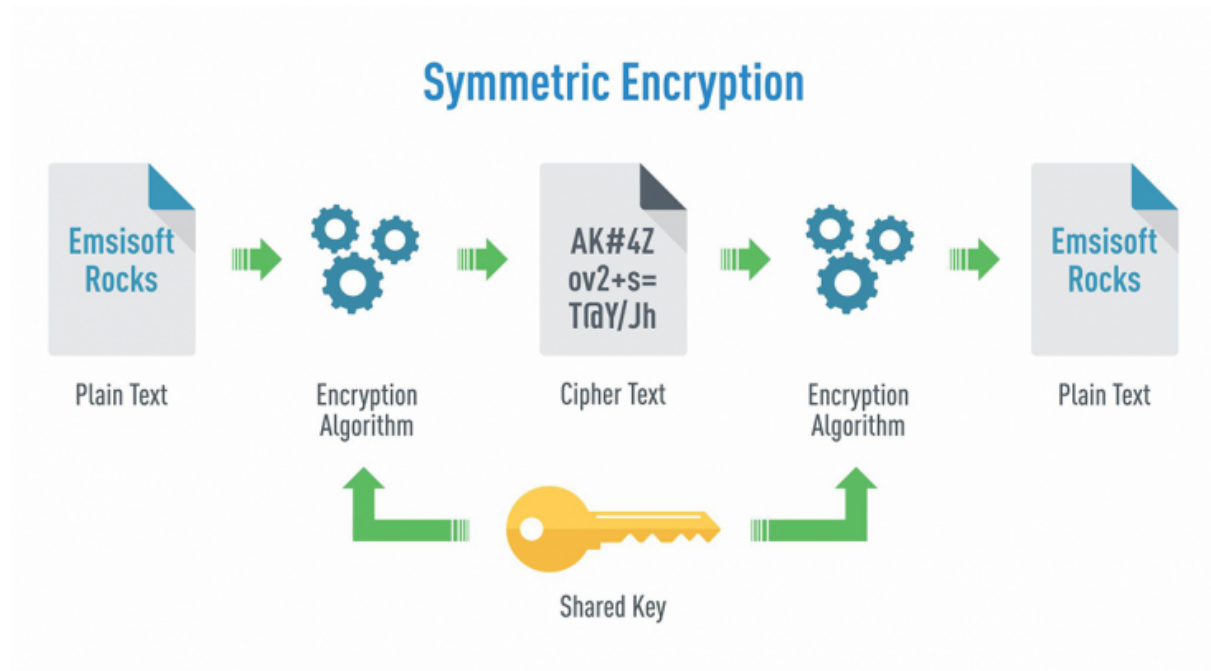 Symmetric Encryption
Emsisoft
Rocks
AK#4Z
ov2+s=
T@Y/Jh
Emsisoft
Rocks
Plain Text
Encryption
Algorithm
Cipher Text
Encryption
Algorithm
Plain Text
Shared Key